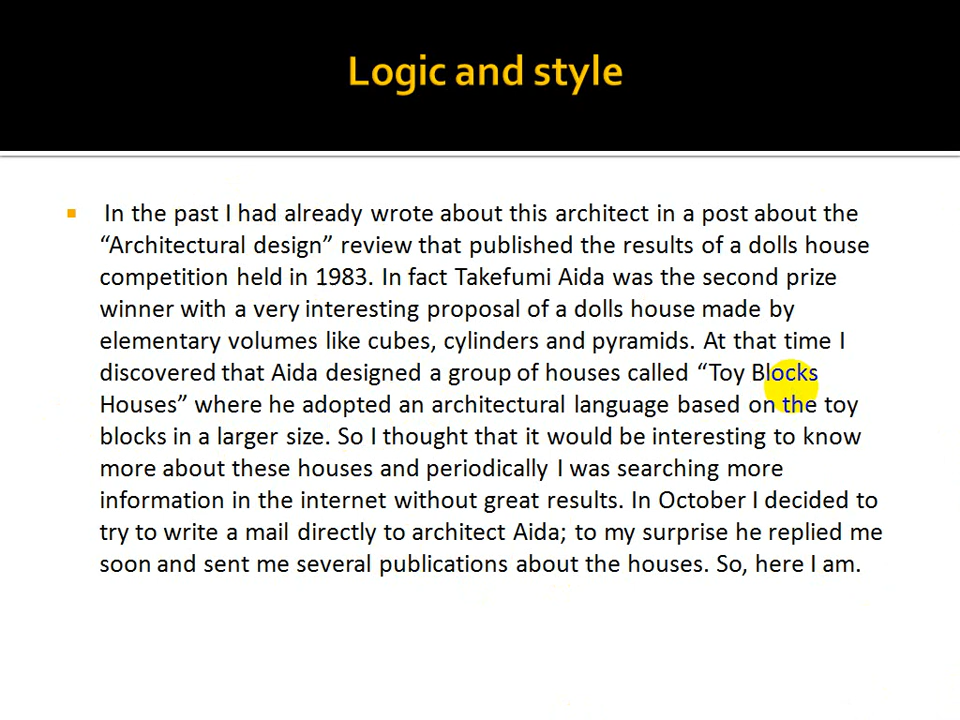 Logic and style
In the past I had already wrote about this architect in a post about the
“Architectural design” review that published the results of a dolls house
competition held in 1983. In fact Takefumi Aida was the second prize
winner with a very interesting proposal of a dolls house made by
elementary volumes like cubes, cylinders and pyramids. At that time I
discovered that Aida designed a group of houses called “Toy Blocks
Houses” where he adopted an architectural language based on the toy
blocks in a larger size. So I thought that it would be interesting to know
more about these houses and periodically I was searching more
information in the internet without great results. In October I decided to
try to write a mail directly to architect Aida; to my surprise he replied me
soon and sent me several publications about the houses. So, here I am.